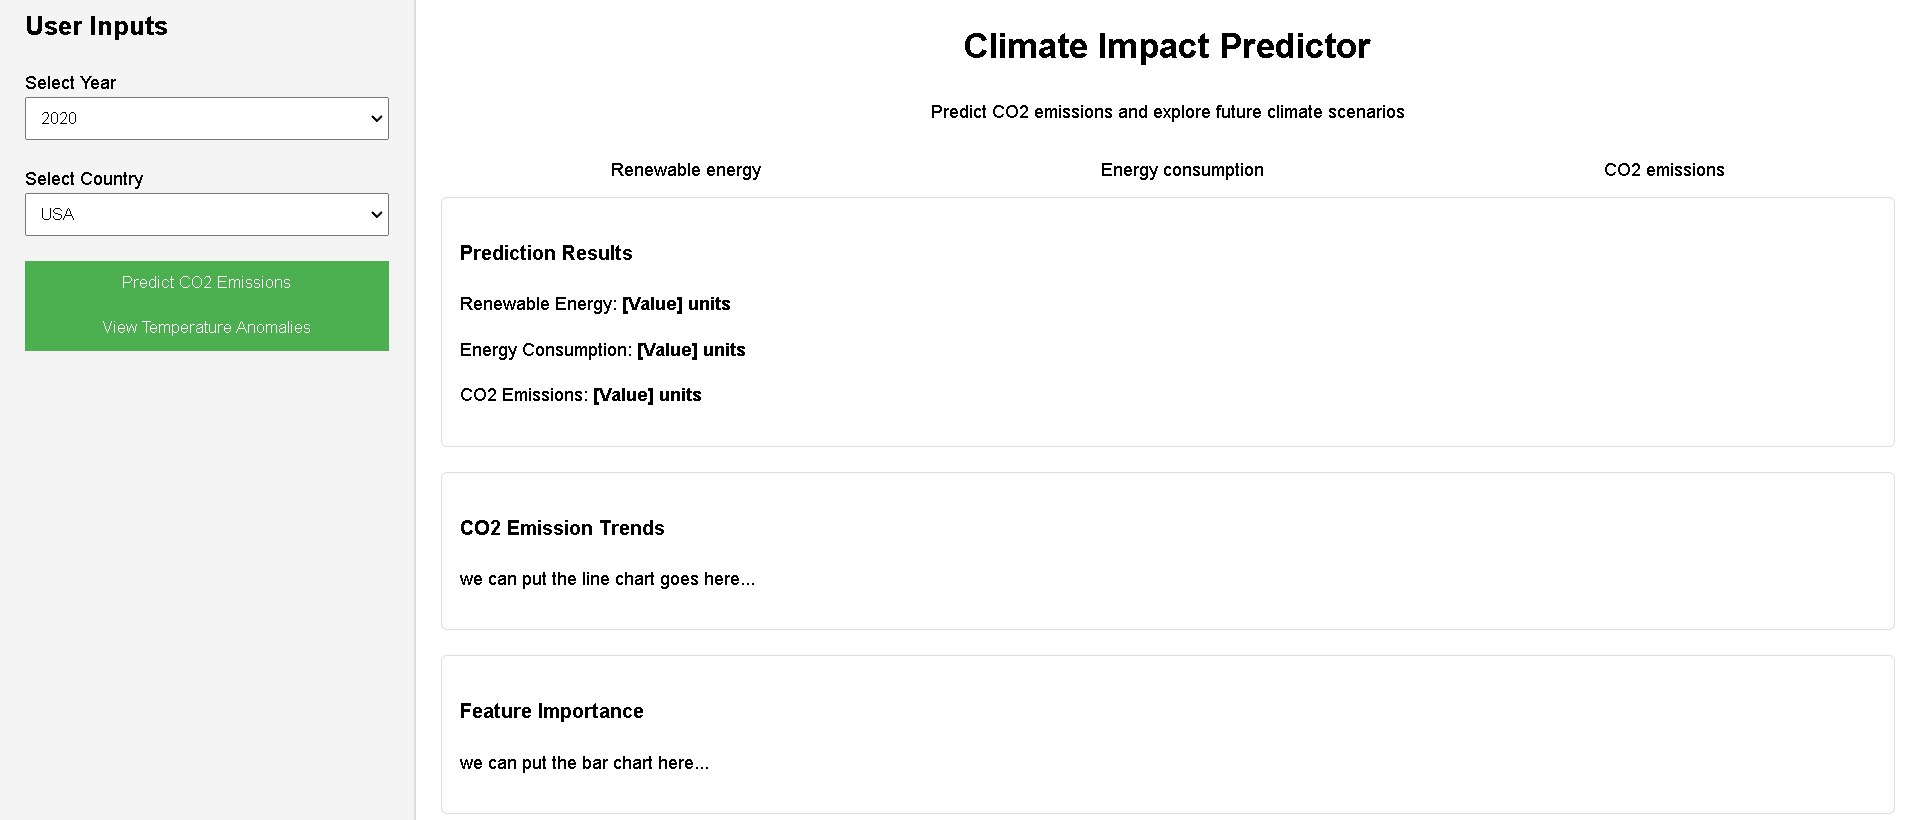 User Inputs
Select Year
2020
Select Country
USA
Predict CO2 Emissions
View Temperature Anomalies
Climate Impact Predictor
Predict CO2 emissions and explore future climate scenarios
Renewable energy
Energy consumption
CO2 emissions
Prediction Results
Renewable Energy: [Value] units
Energy Consumption: [Value] units
CO2 Emissions: [Value] units
CO2 Emission Trends
we can put the line chart goes here...
Feature Importance
we can put the bar chart here...